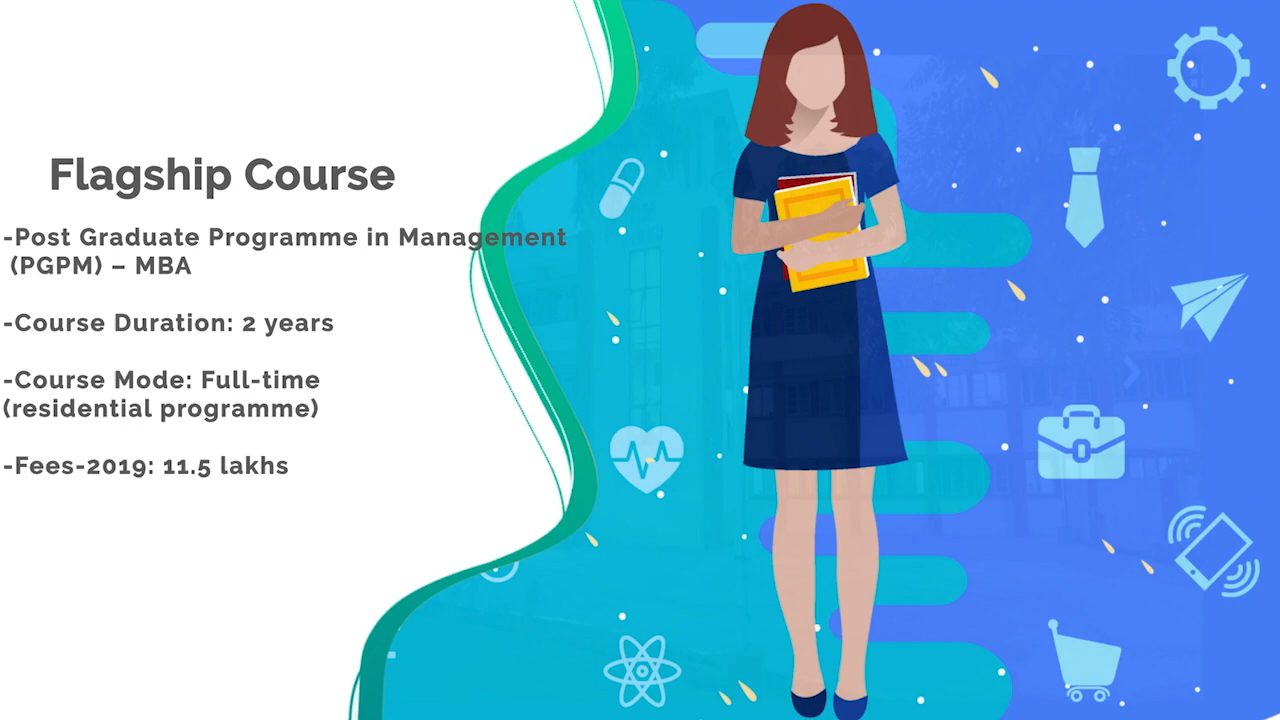 Flagship Course
-Post Graduate Programme in Management
(PGPM) – MBA
-Course Duration: 2 years
-Course Mode: Full-time
(residential programme)
-Fees-2019: 11.5 lakhs